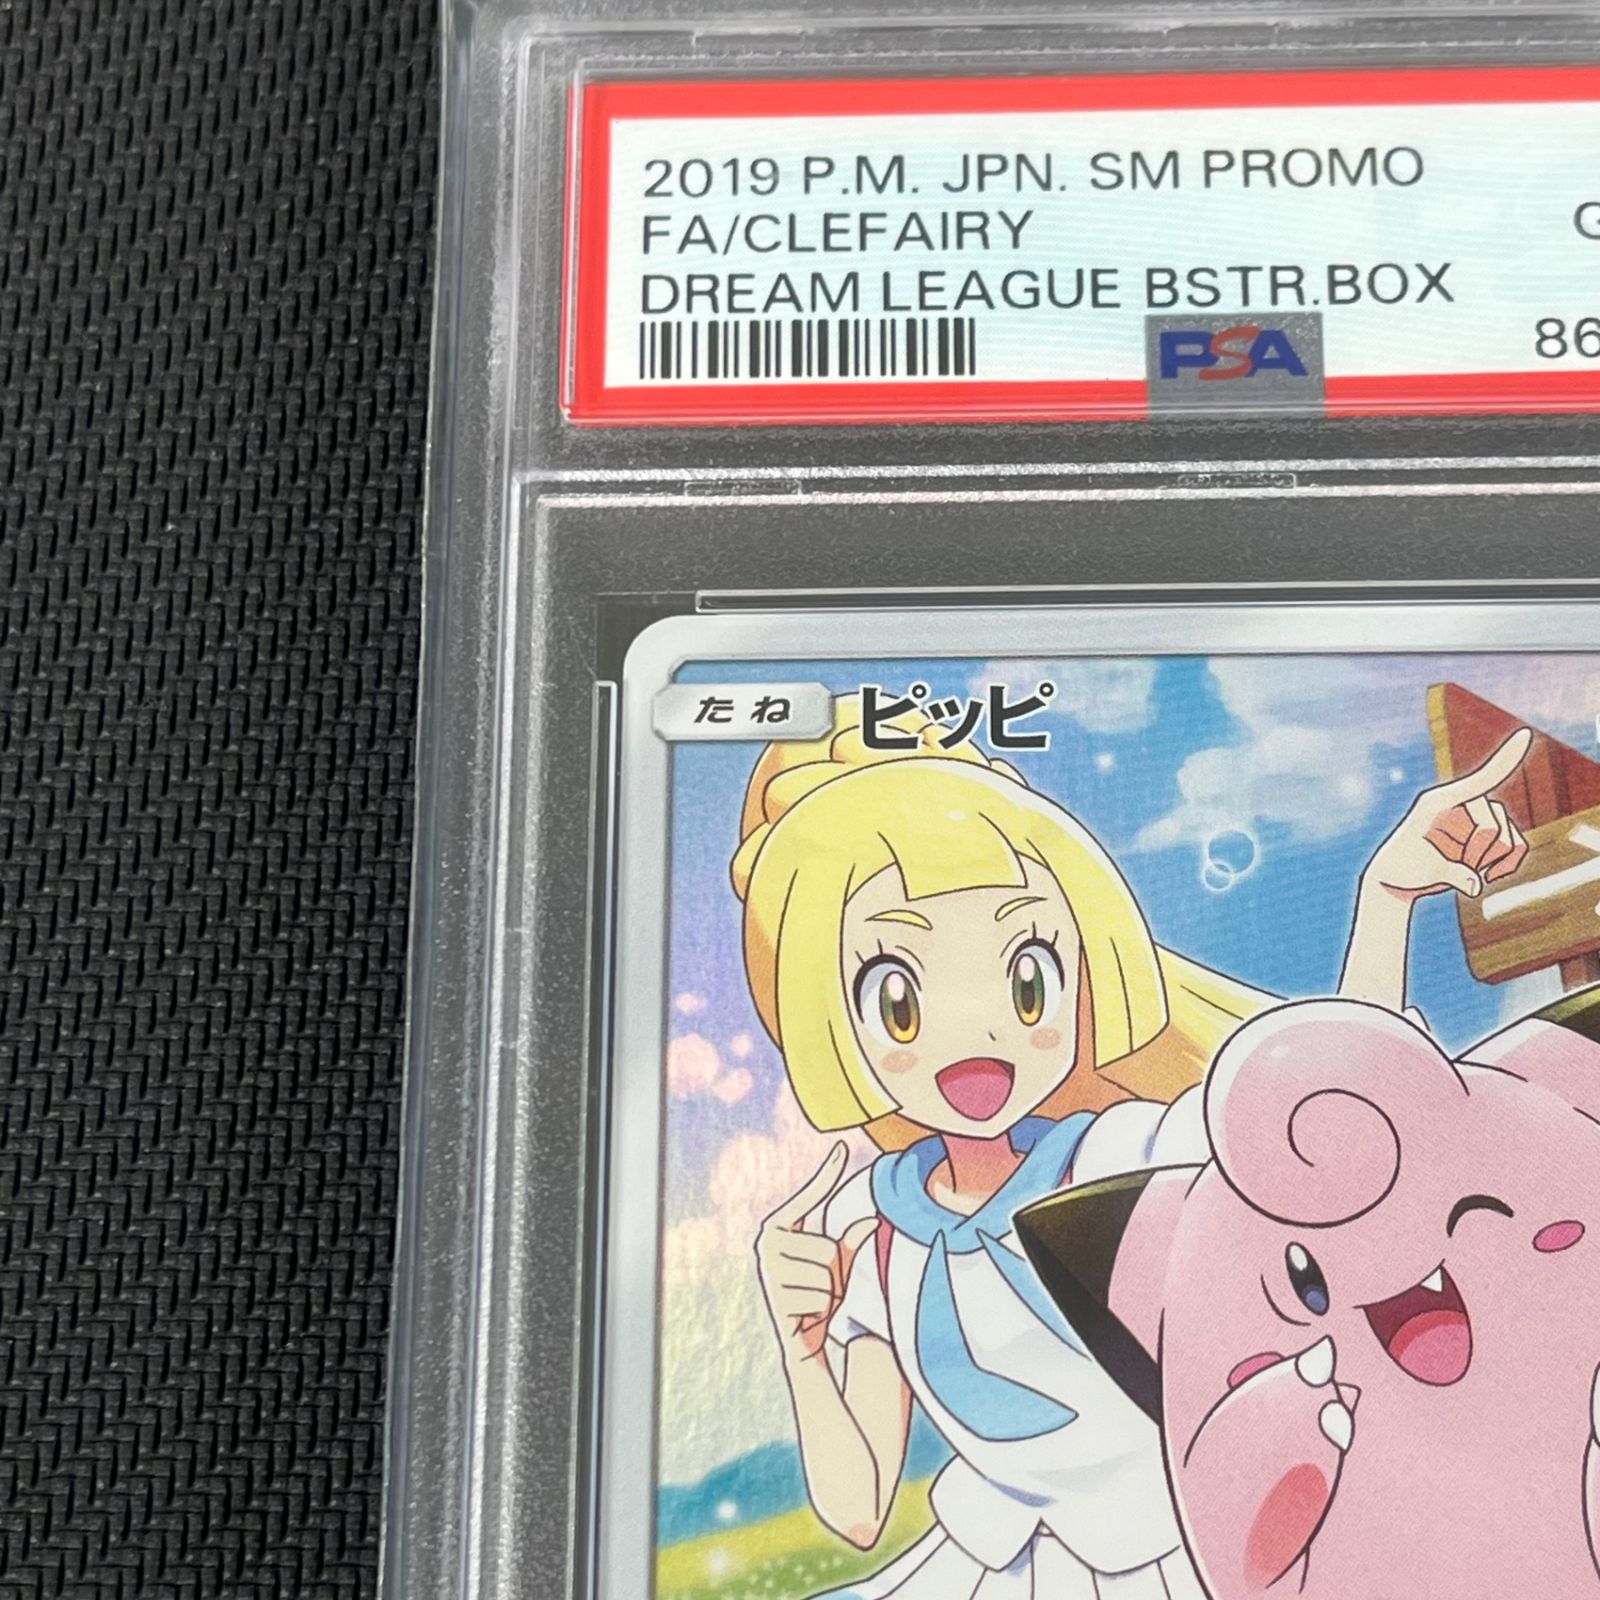 2019 P.M. JPN. SM PROMO
FA/CLEFAIRY
DREAM LEAGUE BSTR.BOX
PSA
たね ピッピ